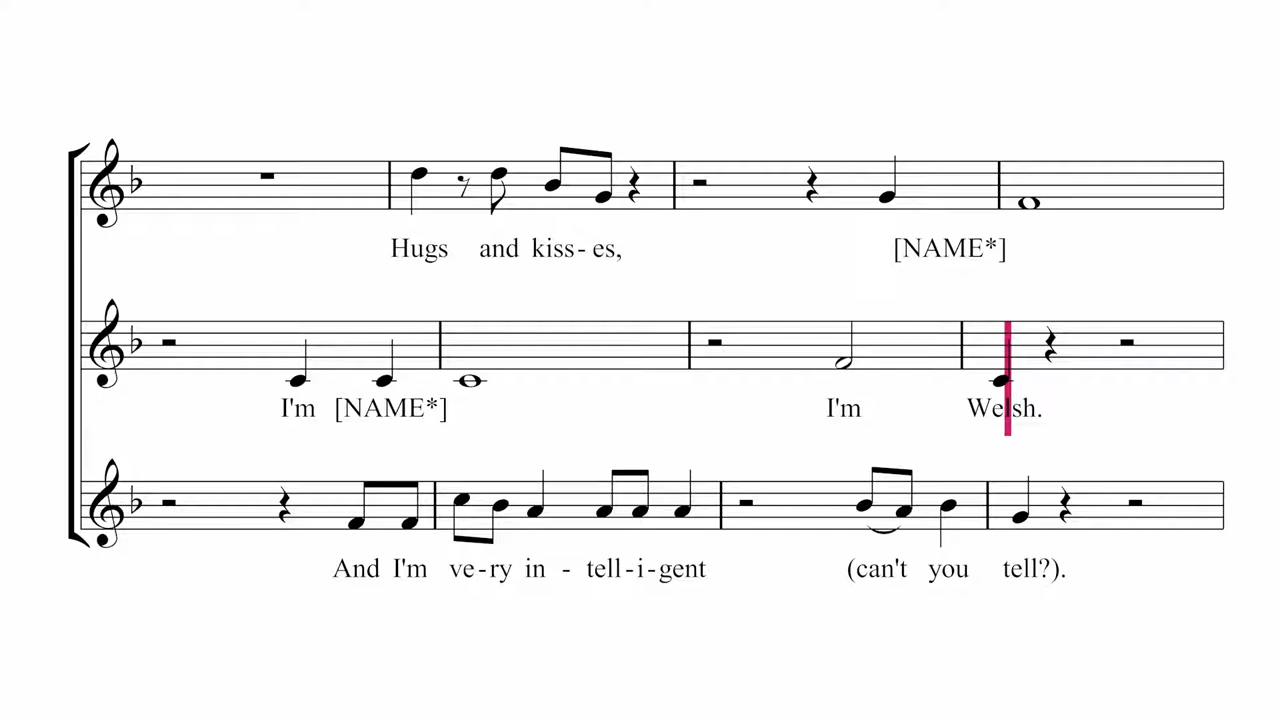 Hugs and kiss- es, [NAME*]
I'm [NAME*] I'm Welsh.
And I'm ve-ry in - tell-i-gent (can't you tell?).